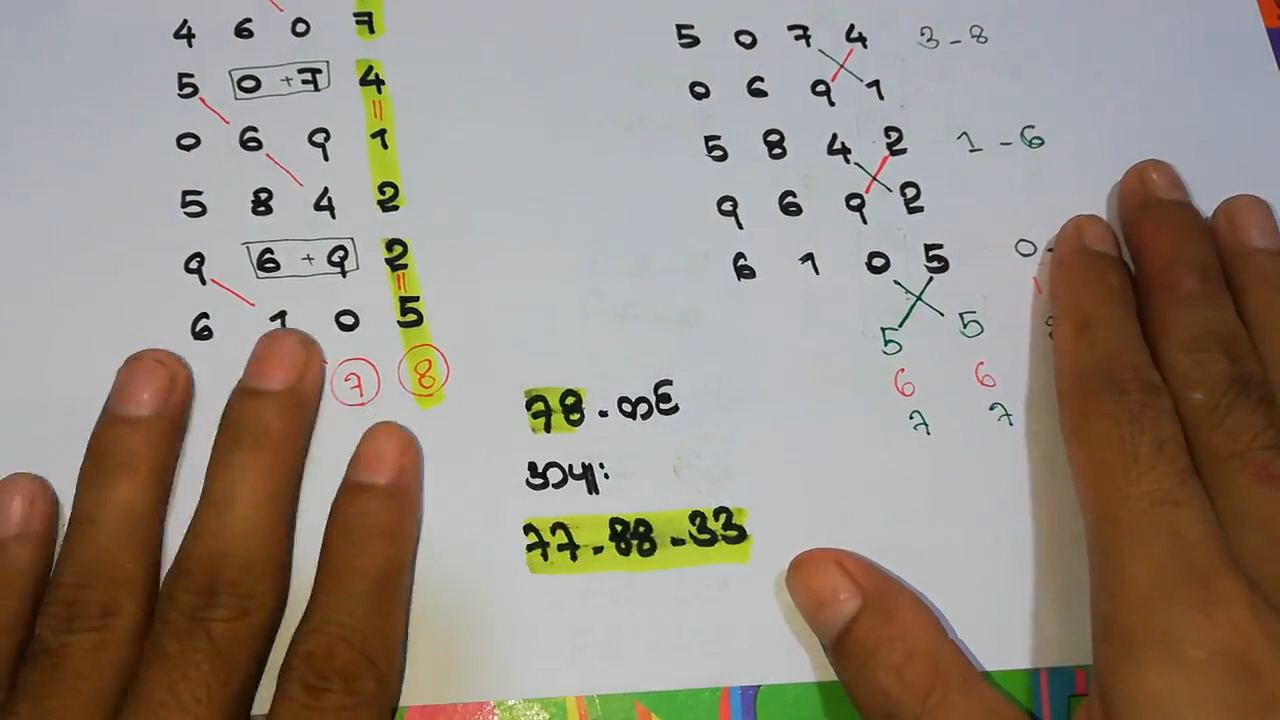 4 6 0 7
5 0+7 4
0 6 9 1
5 8 4 2
9 6+9 2
6 1 0 5
7 8
5 0 7 4 3-8
0 6 9 1
5 8 4 2 1-6
9 6 9 2
6 1 0 5 0-
5 5
6 6
7 7
78.ထိ
အပူး
77-88-33